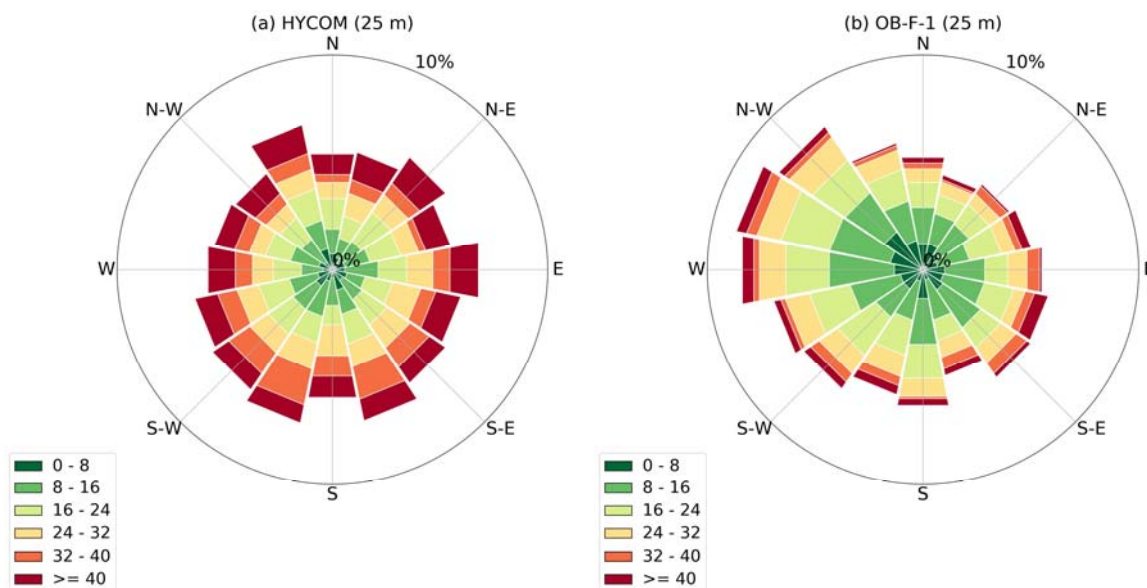 (a) HYCOM (25 m)
N
10%
N-W
N-E
W
0%
E
S-W
S-E
S
0 - 8
8 - 16
16 - 24
24 - 32
32 - 40
>= 40
(b) OB-F-1 (25 m)
N
10%
N-W
N-E
W
S-W
S-E
S
0 - 8
8 - 16
16 - 24
24 - 32
32 - 40
>= 40